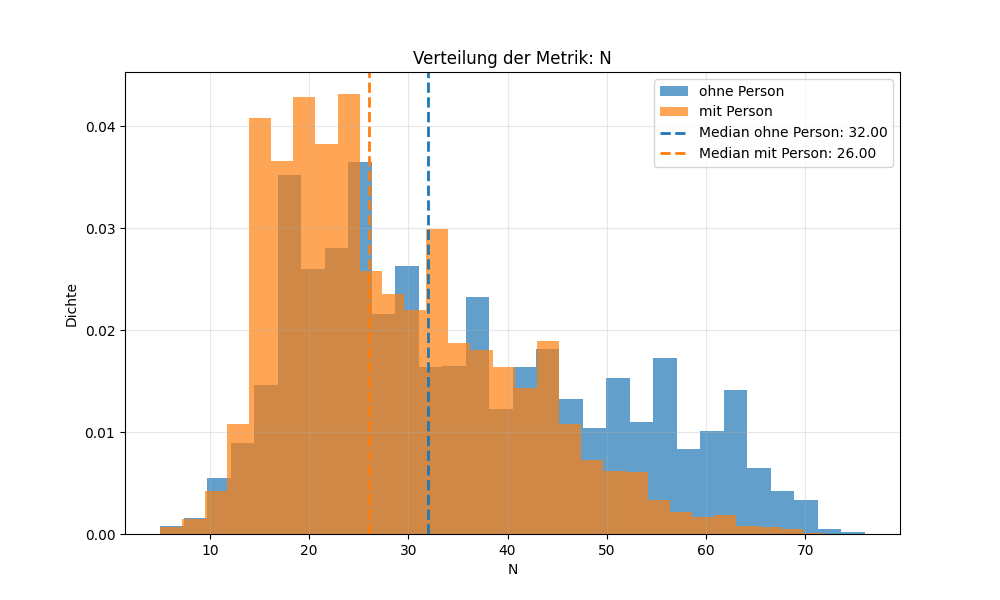 Verteilung der Metrik: N
ohne Person
mit Person
Median ohne Person: 32.00
Median mit Person: 26.00
Dichte
0.04
0.03
0.02
0.01
0.00
10 20 30 40 50 60 70
N